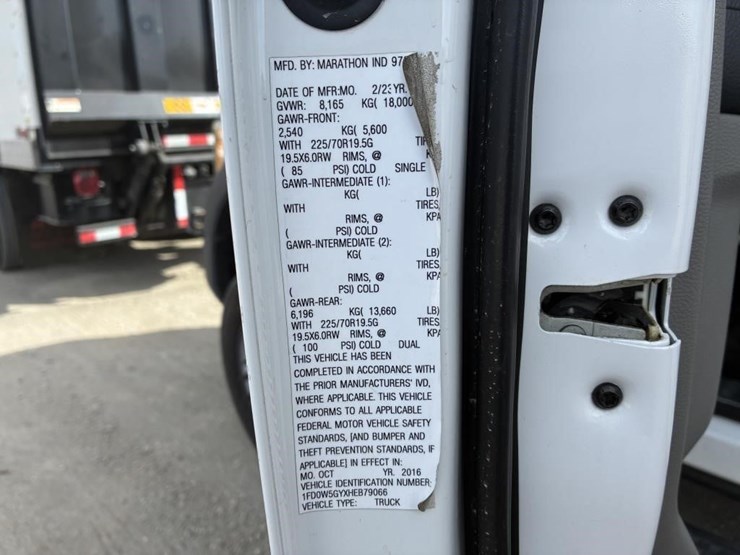 MFD. BY: MARATHON IND 97
DATE OF MFR:MO. 2/23 YR.
GVWR: 8,165 KG( 18,000
GAWR-FRONT:
2,540 KG( 5,600
WITH 225/70R19.5G
19.5X6.0RW RIMS, @
( 85 PSI) COLD SINGLE
GAWR-INTERMEDIATE (1):
KG( LB)
WITH TIRES
RIMS, @ KPA
( PSI) COLD
GAWR-INTERMEDIATE (2):
KG( LB)
WITH TIRES
RIMS, @ KPA
( PSI) COLD
GAWR-REAR:
6,196 KG( 13,660 LB)
WITH 225/70R19.5G TIRES
19.5X6.0RW RIMS, @ KPA
( 100 PSI) COLD DUAL
THIS VEHICLE HAS BEEN
COMPLETED IN ACCORDANCE WITH
THE PRIOR MANUFACTURERS' IVD,
WHERE APPLICABLE. THIS VEHICLE
CONFORMS TO ALL APPLICABLE
FEDERAL MOTOR VEHICLE SAFETY
STANDARDS, [AND BUMPER AND
THEFT PREVENTION STANDARDS, IF
APPLICABLE] IN EFFECT IN:
MO. OCT YR. 2016
VEHICLE IDENTIFICATION NUMBER:
1FD0W5GYXHEB79066
VEHICLE TYPE: TRUCK